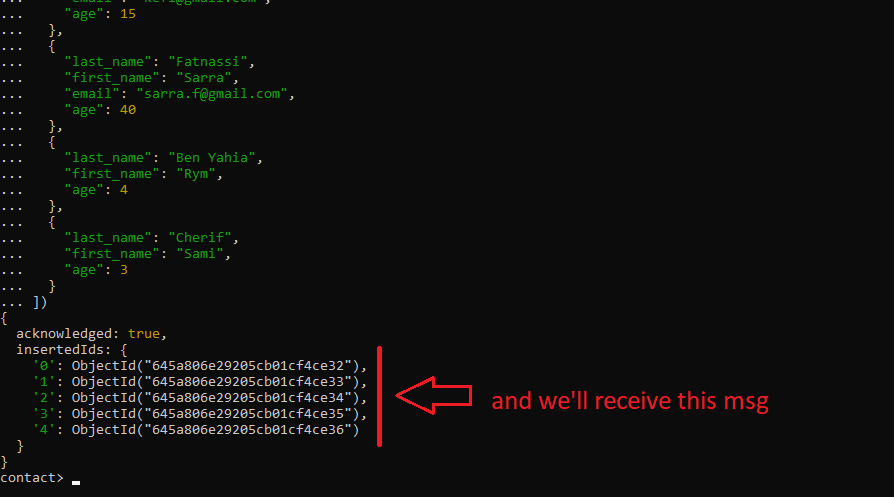 ...     "email": "kefi@gmail.com",
...     "age": 15
...   },
...   {
...     "last_name": "Fatnassi",
...     "first_name": "Sarra",
...     "email": "sarra.f@gmail.com",
...     "age": 40
...   },
...   {
...     "last_name": "Ben Yahia",
...     "first_name": "Rym",
...     "age": 4
...   },
...   {
...     "last_name": "Cherif",
...     "first_name": "Sami",
...     "age": 3
...   }
... ])
{
  acknowledged: true,
  insertedIds: {
    '0': ObjectId("645a806e29205cb01cf4ce32"),
    '1': ObjectId("645a806e29205cb01cf4ce33"),
    '2': ObjectId("645a806e29205cb01cf4ce34"),
    '3': ObjectId("645a806e29205cb01cf4ce35"),
    '4': ObjectId("645a806e29205cb01cf4ce36")
  }
}
contact>
and we'll receive this msg